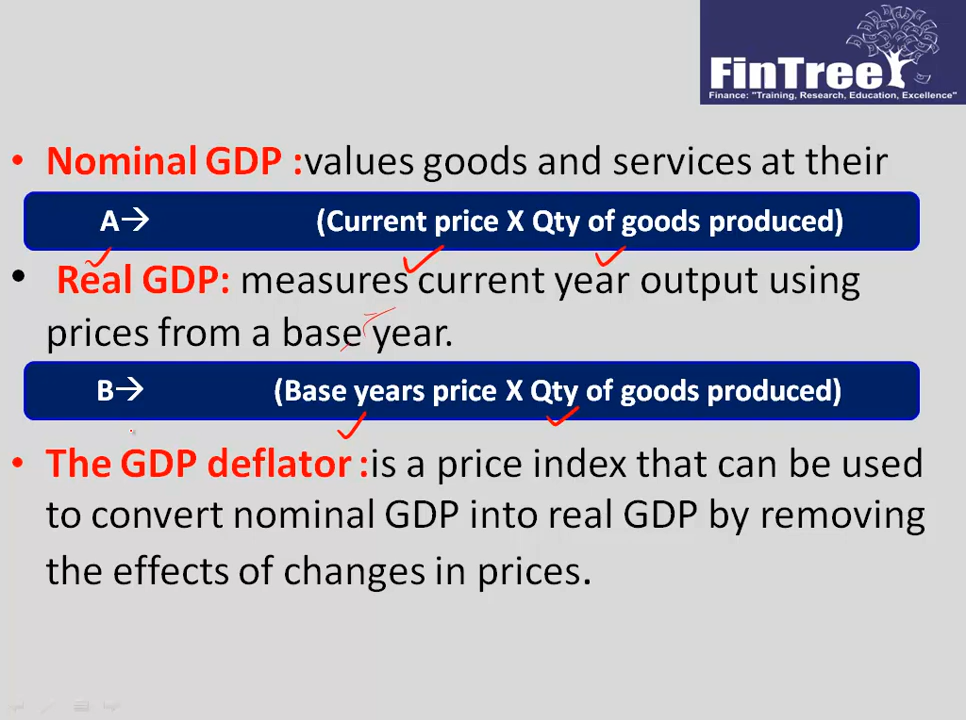 FinTree
Finance: "Training, Research, Education, Excellence"
• Nominal GDP :values goods and services at their
A→ (Current price X Qty of goods produced)
• Real GDP: measures current year output using
prices from a base year.
B→ (Base years price X Qty of goods produced)
• The GDP deflator :is a price index that can be used
to convert nominal GDP into real GDP by removing
the effects of changes in prices.